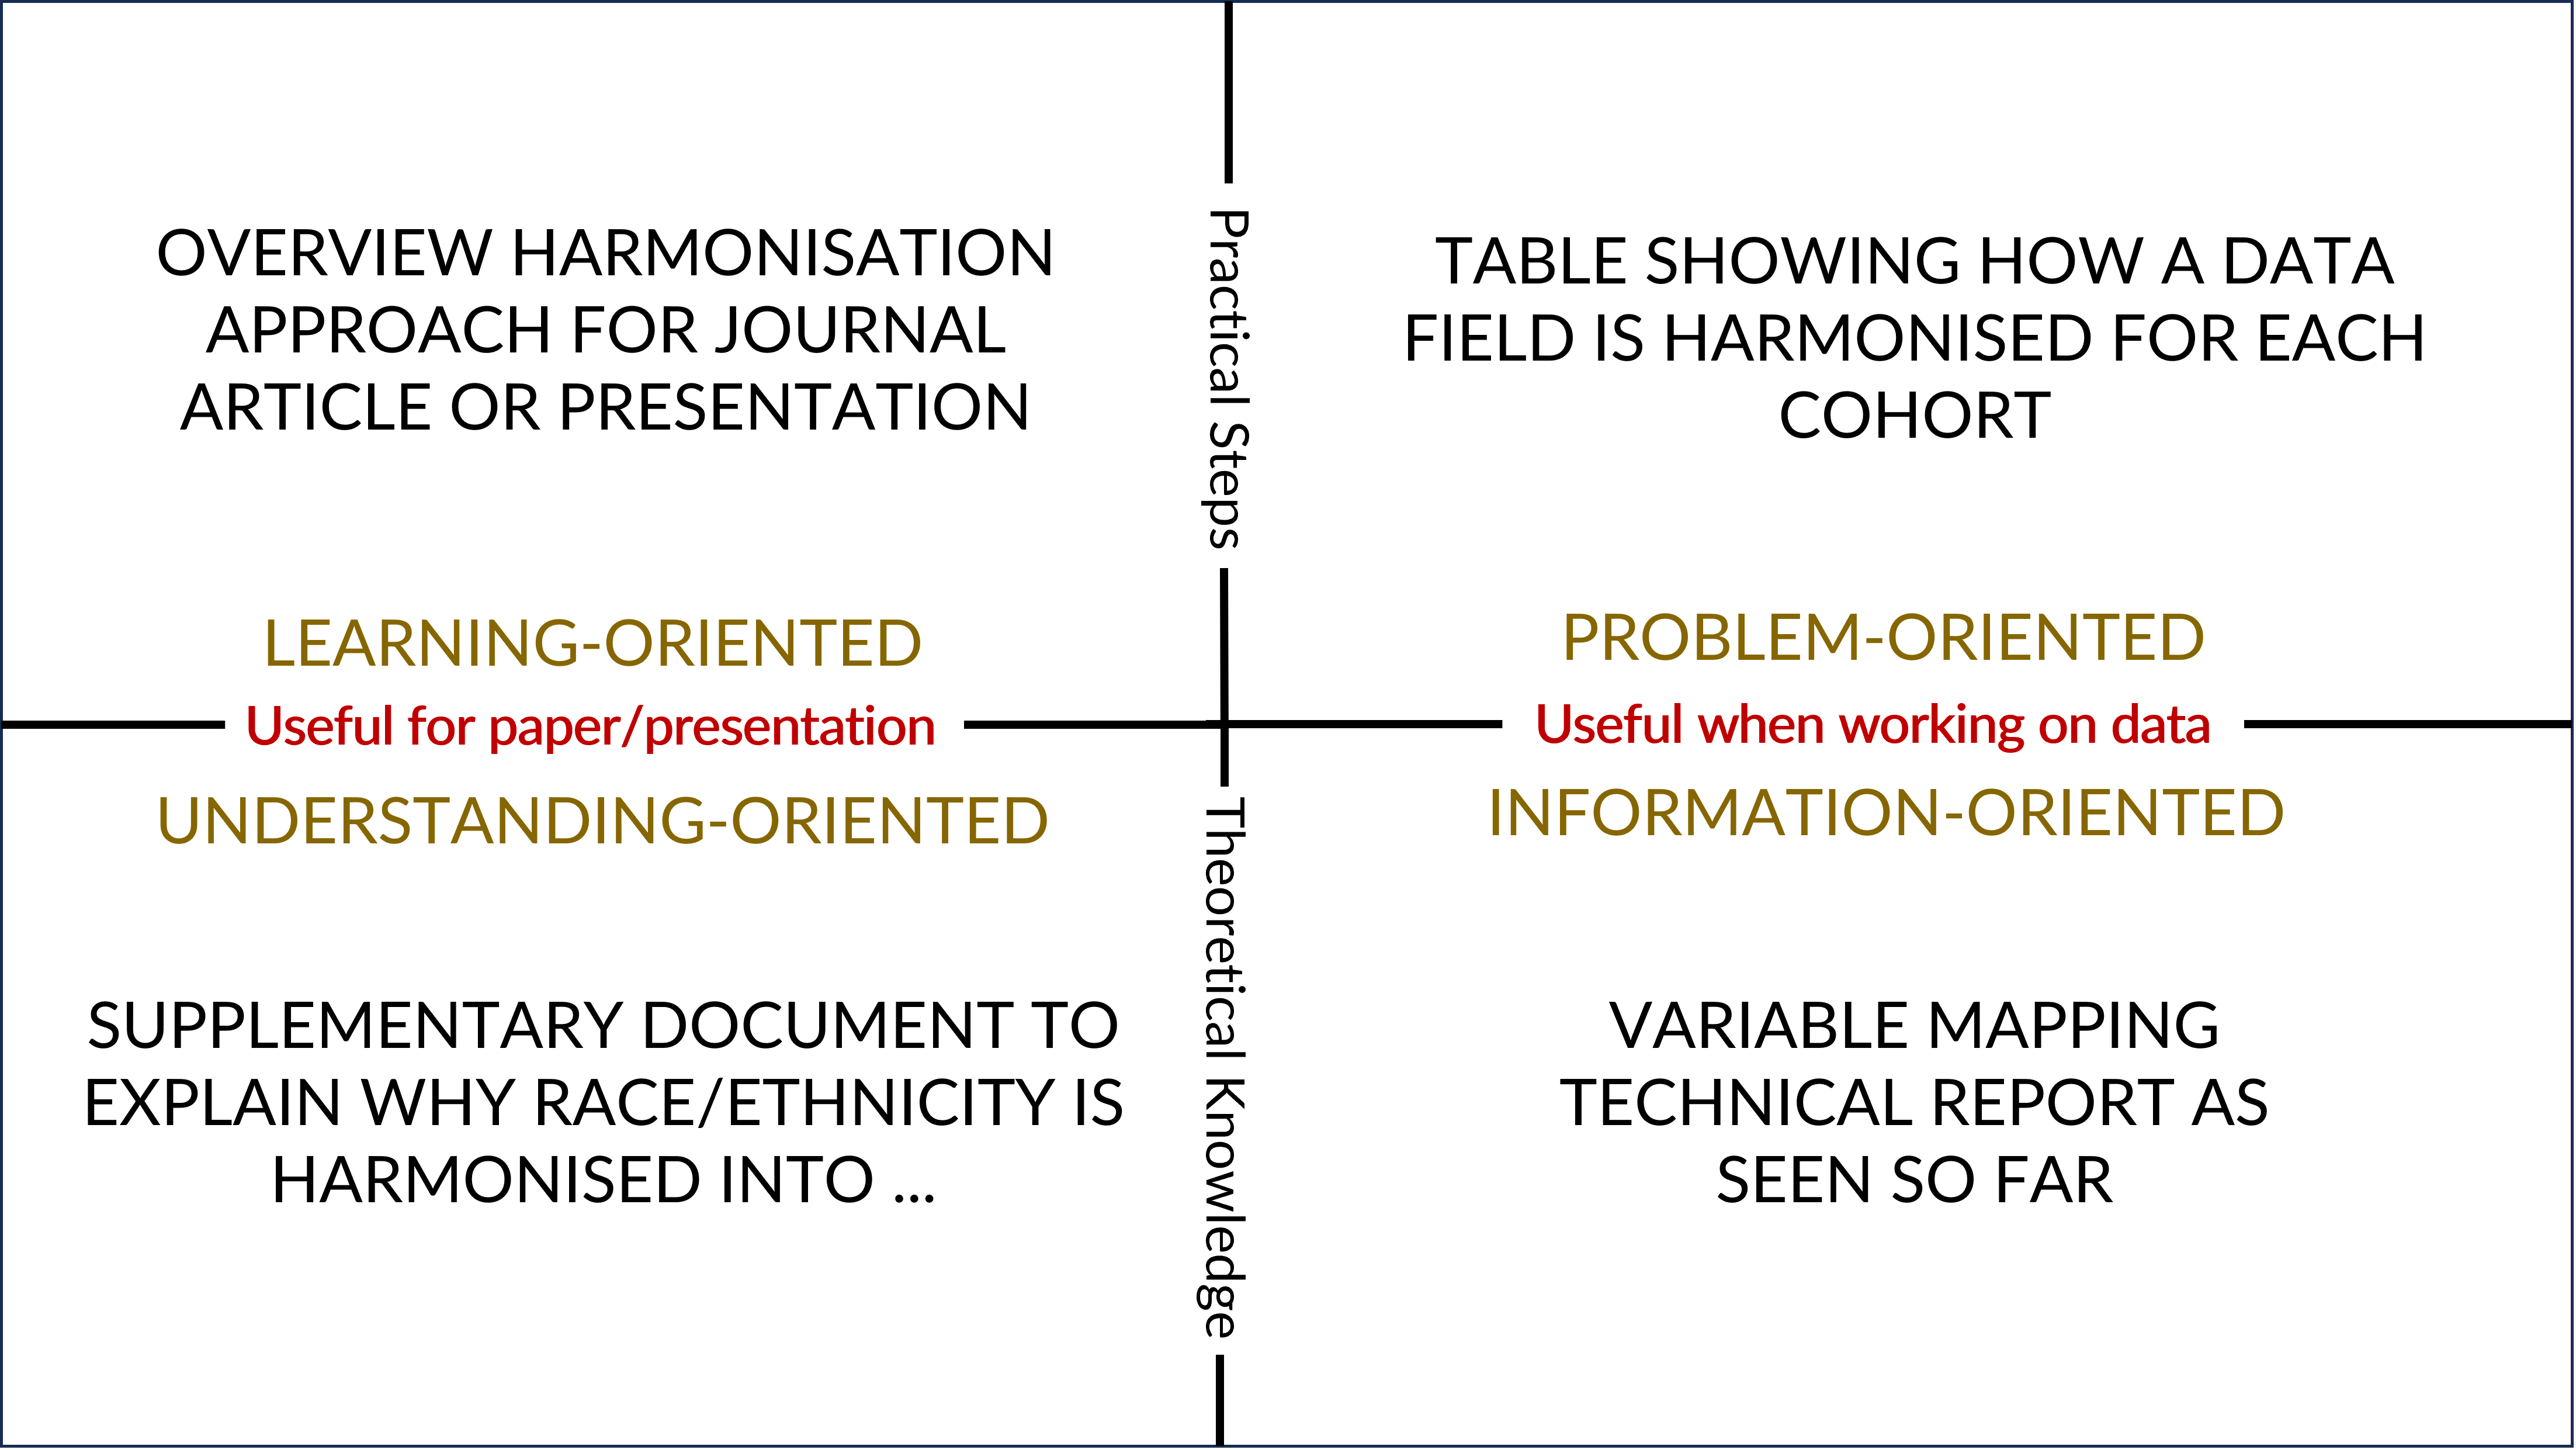 OVERVIEW HARMONISATION
APPROACH FOR JOURNAL
ARTICLE OR PRESENTATION
LEARNING-ORIENTED
Practical Steps
TABLE SHOWING HOW A DATA
FIELD IS HARMONISED FOR EACH
COHORT
PROBLEM-ORIENTED
Useful for paper/presentation
Useful when working on data
UNDERSTANDING-ORIENTED
SUPPLEMENTARY DOCUMENT TO
EXPLAIN WHY RACE/ETHNICITY IS
HARMONISED INTO ...
Theoretical Knowledge
INFORMATION-ORIENTED
VARIABLE MAPPING
TECHNICAL REPORT AS
SEEN SO FAR